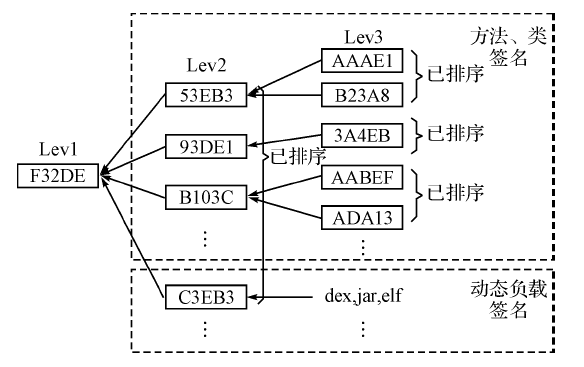 Lev3
方法、类
签名
Lev2
AAAE1
已排序
53EB3
B23A8
Lev1
93DE1
3A4EB
已排序
已排序
F32DE
AABEF
B103C
已排序
ADA13
⋮
⋮
C3EB3
dex,jar,elf
动态负载
签名
⋮
⋮